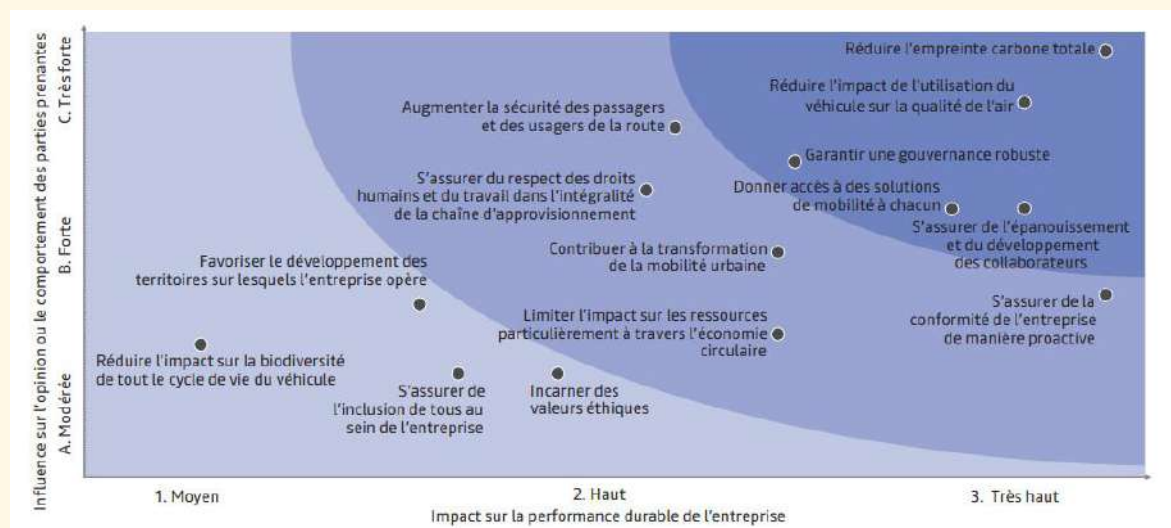 Influence sur l'opinion ou le comportement des parties prenantes
C. Très forte
B. Forte
A. Modérée
Réduire l'empreinte carbone totale
Réduire l'impact de l'utilisation du
véhicule sur la qualité de l'air
Augmenter la sécurité des passagers
et des usagers de la route
Garantir une gouvernance robuste
S'assurer du respect des droits
humains et du travail dans l'intégralité
de la chaîne d'approvisionnement
Donner accès à des solutions
de mobilité à chacun
S'assurer de l'épanouissement
et du développement
des collaborateurs
Contribuer à la transformation
de la mobilité urbaine
Favoriser le développement des
territoires sur lesquels l'entreprise opère
S'assurer de la
conformité de l'entreprise
de manière proactive
Limiter l'impact sur les ressources
particulièrement à travers l'économie
circulaire
Réduire l'impact sur la biodiversité
de tout le cycle de vie du véhicule
S'assurer de
l'inclusion de tous au
sein de l'entreprise
Incarner des
valeurs éthiques
1. Moyen
2. Haut
3. Très haut
Impact sur la performance durable de l'entreprise